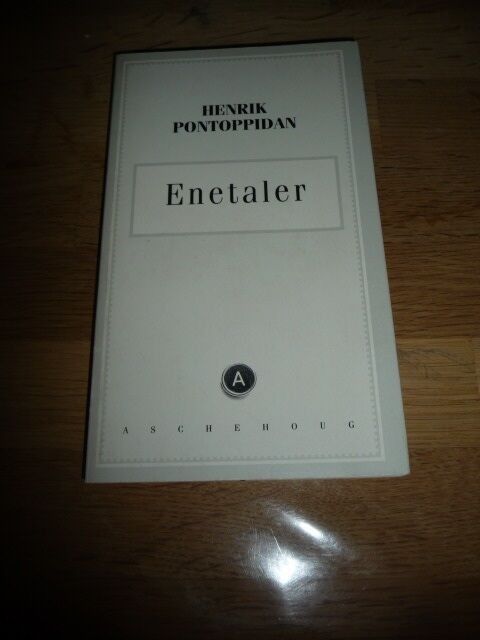 HENRIK
PONTOPPIDAN
Enetaler
A
ASCHEHOUG